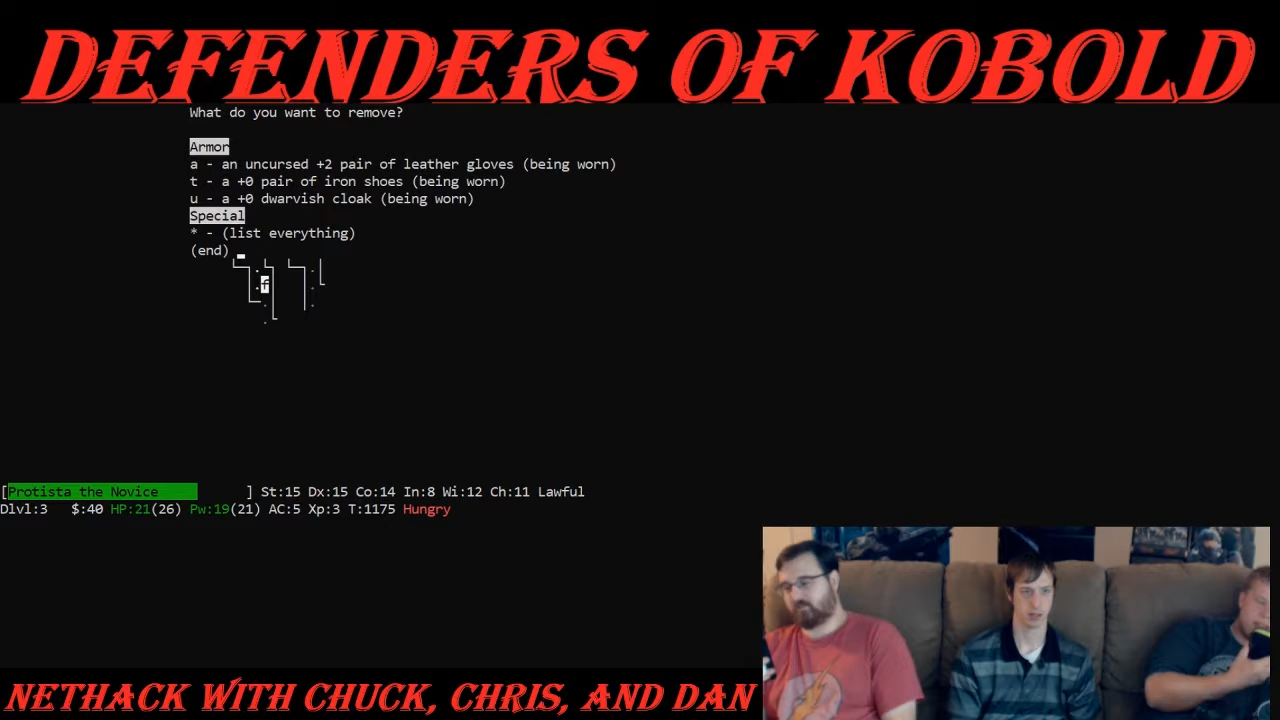 DEFENDERS OF KOBOLD
What do you want to remove?
Armor
a - an uncursed +2 pair of leather gloves (being worn)
t - a +0 pair of iron shoes (being worn)
u - a +0 dwarvish cloak (being worn)
Special
* - (list everything)
(end)
f
[Protista the Novice ] St:15 Dx:15 Co:14 In:8 Wi:12 Ch:11 Lawful
Dlvl:3 $:40 HP:21(26) Pw:19(21) AC:5 Xp:3 T:1175 Hungry
NETHACK WITH CHUCK, CHRIS, AND DAN